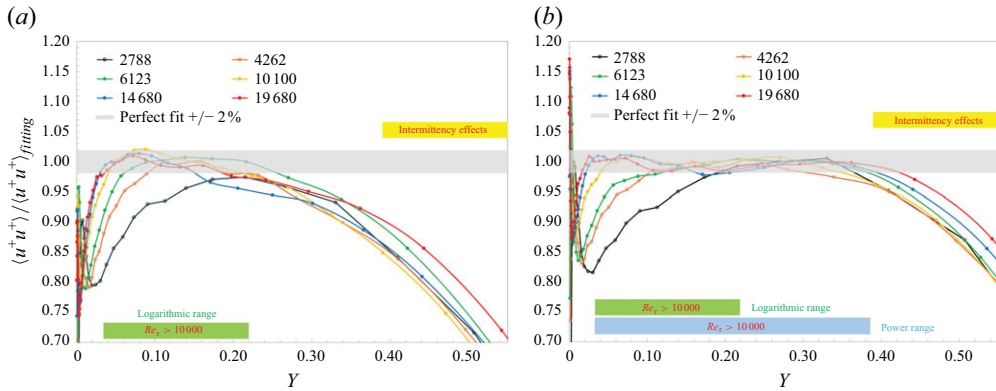 (a)
1.20
1.15
1.10
1.05
1.00
0.95
0.90
0.85
0.80
0.75
0.70
⟨u⁺u⁺⟩/⟨u⁺u⁺⟩fitting
2788 4262
6123 10 100
14 680 19 680
Perfect fit +/− 2%
Intermittency effects
Logarithmic range
Reτ > 10 000
0 0.10 0.20 0.30 0.40 0.50
Y
(b)
1.20
1.15
1.10
1.05
1.00
0.95
0.90
0.85
0.80
0.75
0.70
2788 4262
6123 10 100
14 680 19 680
Perfect fit +/− 2%
Intermittency effects
Reτ > 10 000 Logarithmic range
Reτ > 10 000 Power range
0 0.10 0.20 0.30 0.40 0.50
Y